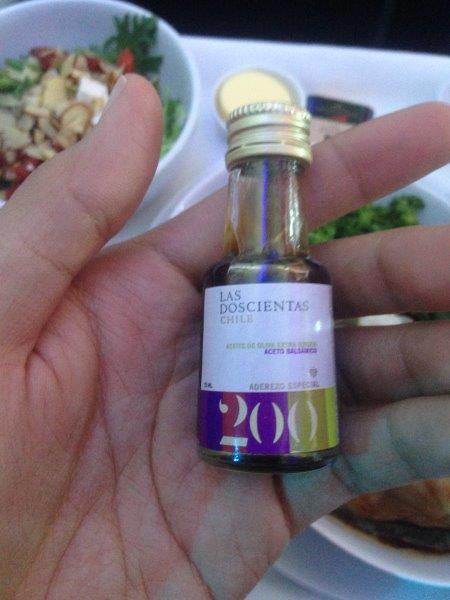 LAS
DOSCIENTAS
CHILE
ACEITE DE OLIVA EXTRA VIRGEN
ACETO BALSÁMICO
ADEREZO ESPECIAL
200